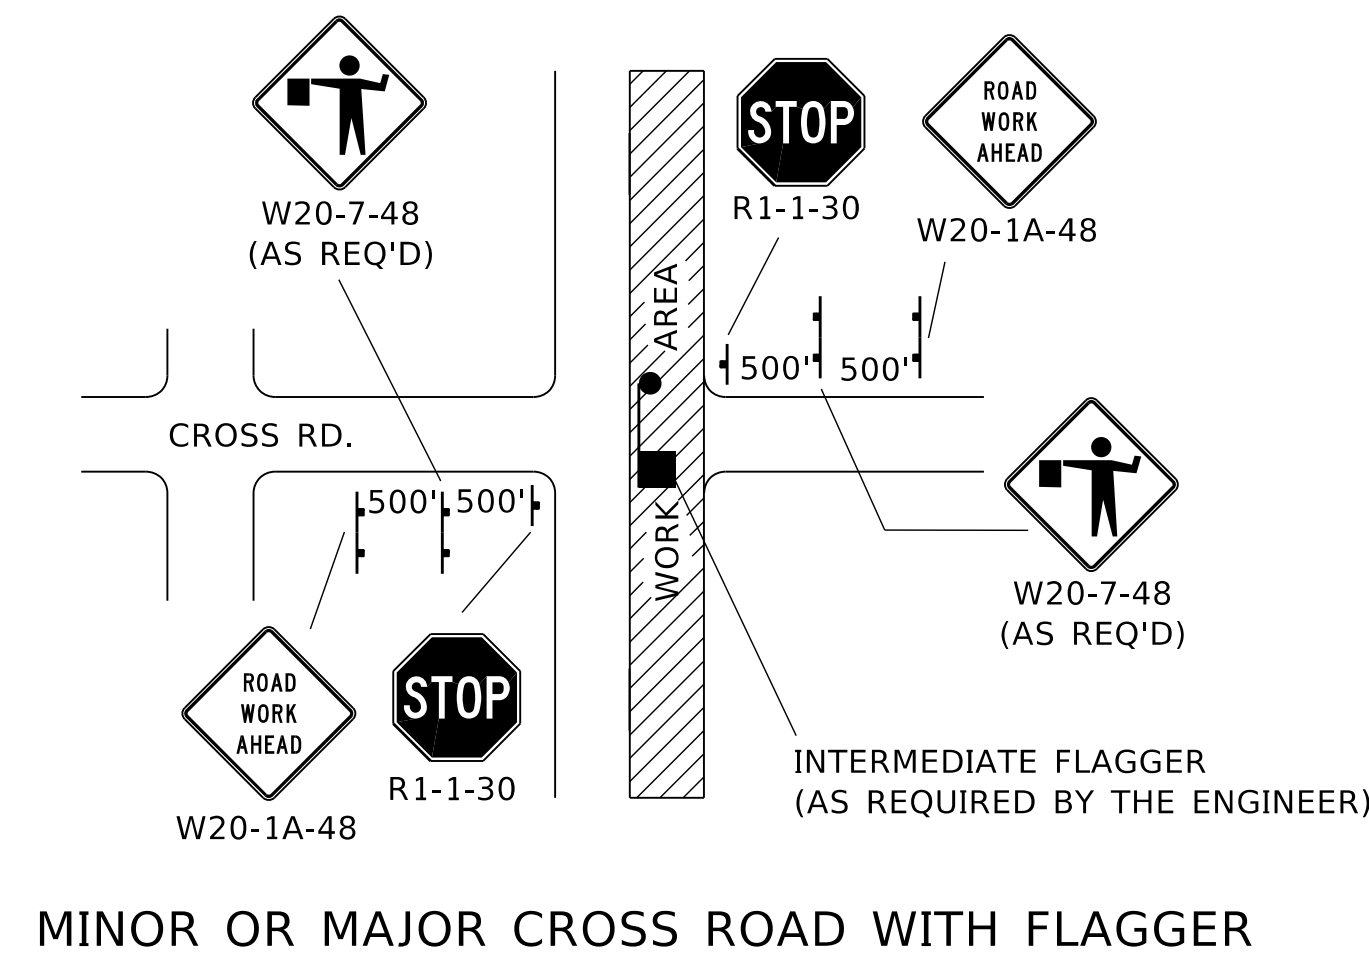 STOP
ROAD
WORK
AHEAD
W20-7-48
(AS REQ'D)
R1-1-30
W20-1A-48
AREA
500'
500'
CROSS RD.
500'
500'
WORK
W20-7-48
(AS REQ'D)
ROAD
WORK
AHEAD
STOP
R1-1-30
W20-1A-48
INTERMEDIATE FLAGGER
(AS REQUIRED BY THE ENGINEER)
MINOR OR MAJOR CROSS ROAD WITH FLAGGER